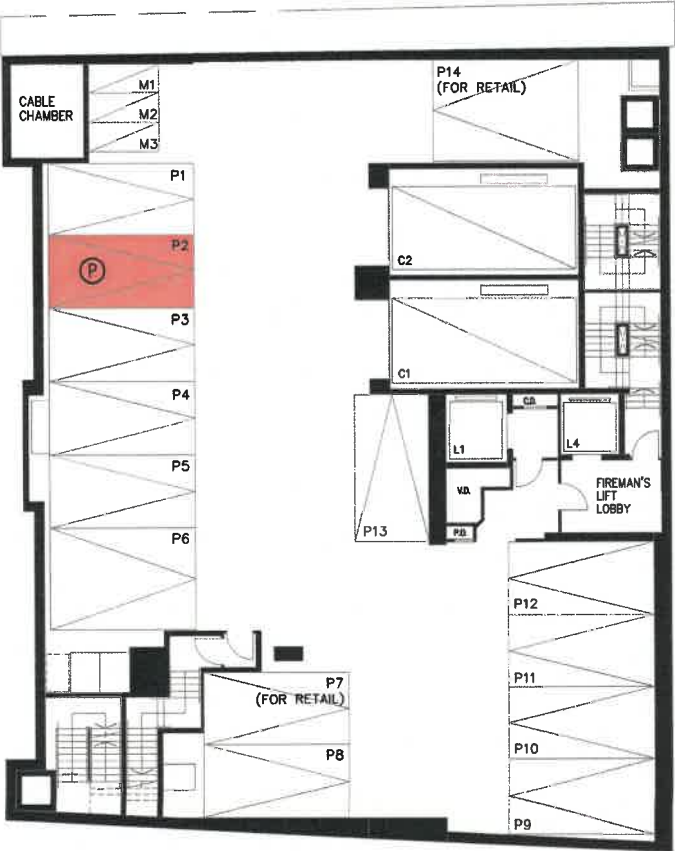 CABLE
CHAMBER
M1
M2
M3
P14
(FOR RETAIL)
P1
P2
P
P3
P4
P5
P6
C2
C1
C.D.
L1
L4
V.D.
P.D.
FIREMAN'S
LIFT
LOBBY
P13
P12
P11
P10
P9
P7
(FOR RETAIL)
P8